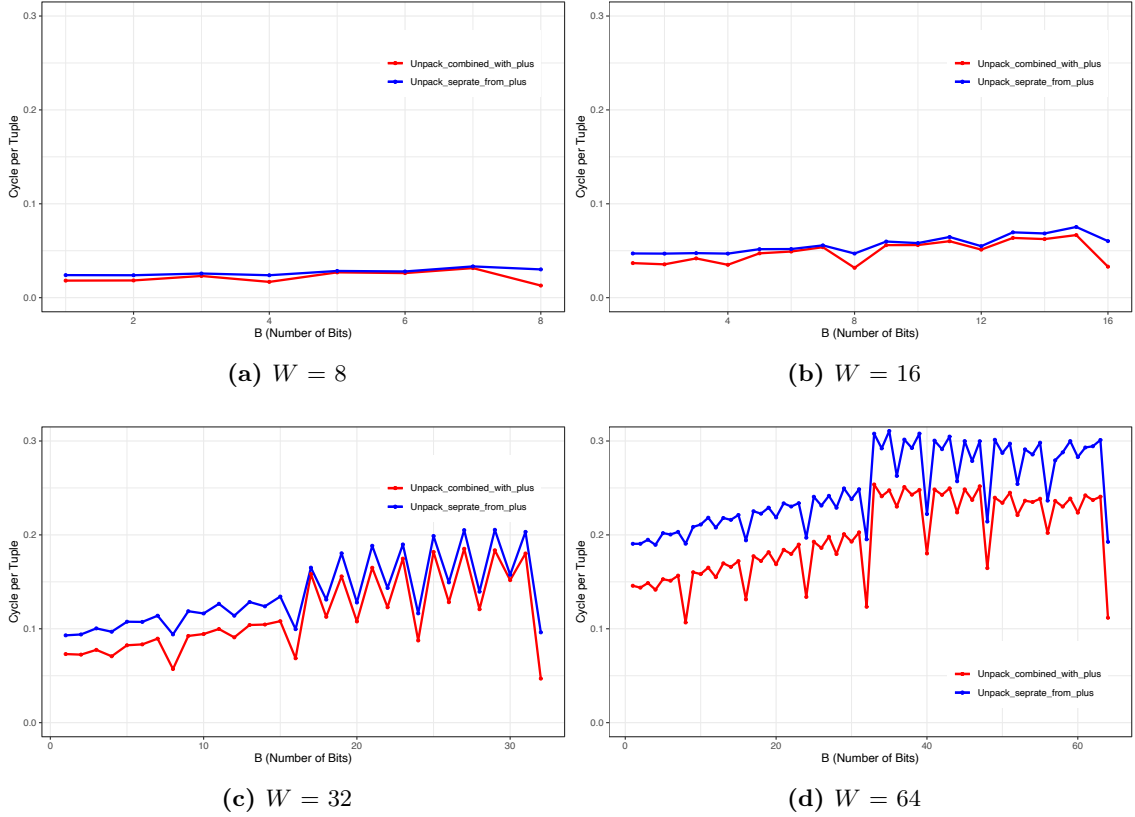 0.3
0.2
0.1
0.0
Cycle per Tuple
Unpack_combined_with_plus
Unpack_seprate_from_plus
2 4 6 8
B (Number of Bits)
(a) W = 8
0.3
0.2
0.1
0.0
Cycle per Tuple
Unpack_combined_with_plus
Unpack_seprate_from_plus
4 8 12 16
B (Number of Bits)
(b) W = 16
0.3
0.2
0.1
0.0
Cycle per Tuple
Unpack_combined_with_plus
Unpack_seprate_from_plus
0 10 20 30
B (Number of Bits)
(c) W = 32
0.3
0.2
0.1
0.0
Cycle per Tuple
Unpack_combined_with_plus
Unpack_seprate_from_plus
0 20 40 60
B (Number of Bits)
(d) W = 64